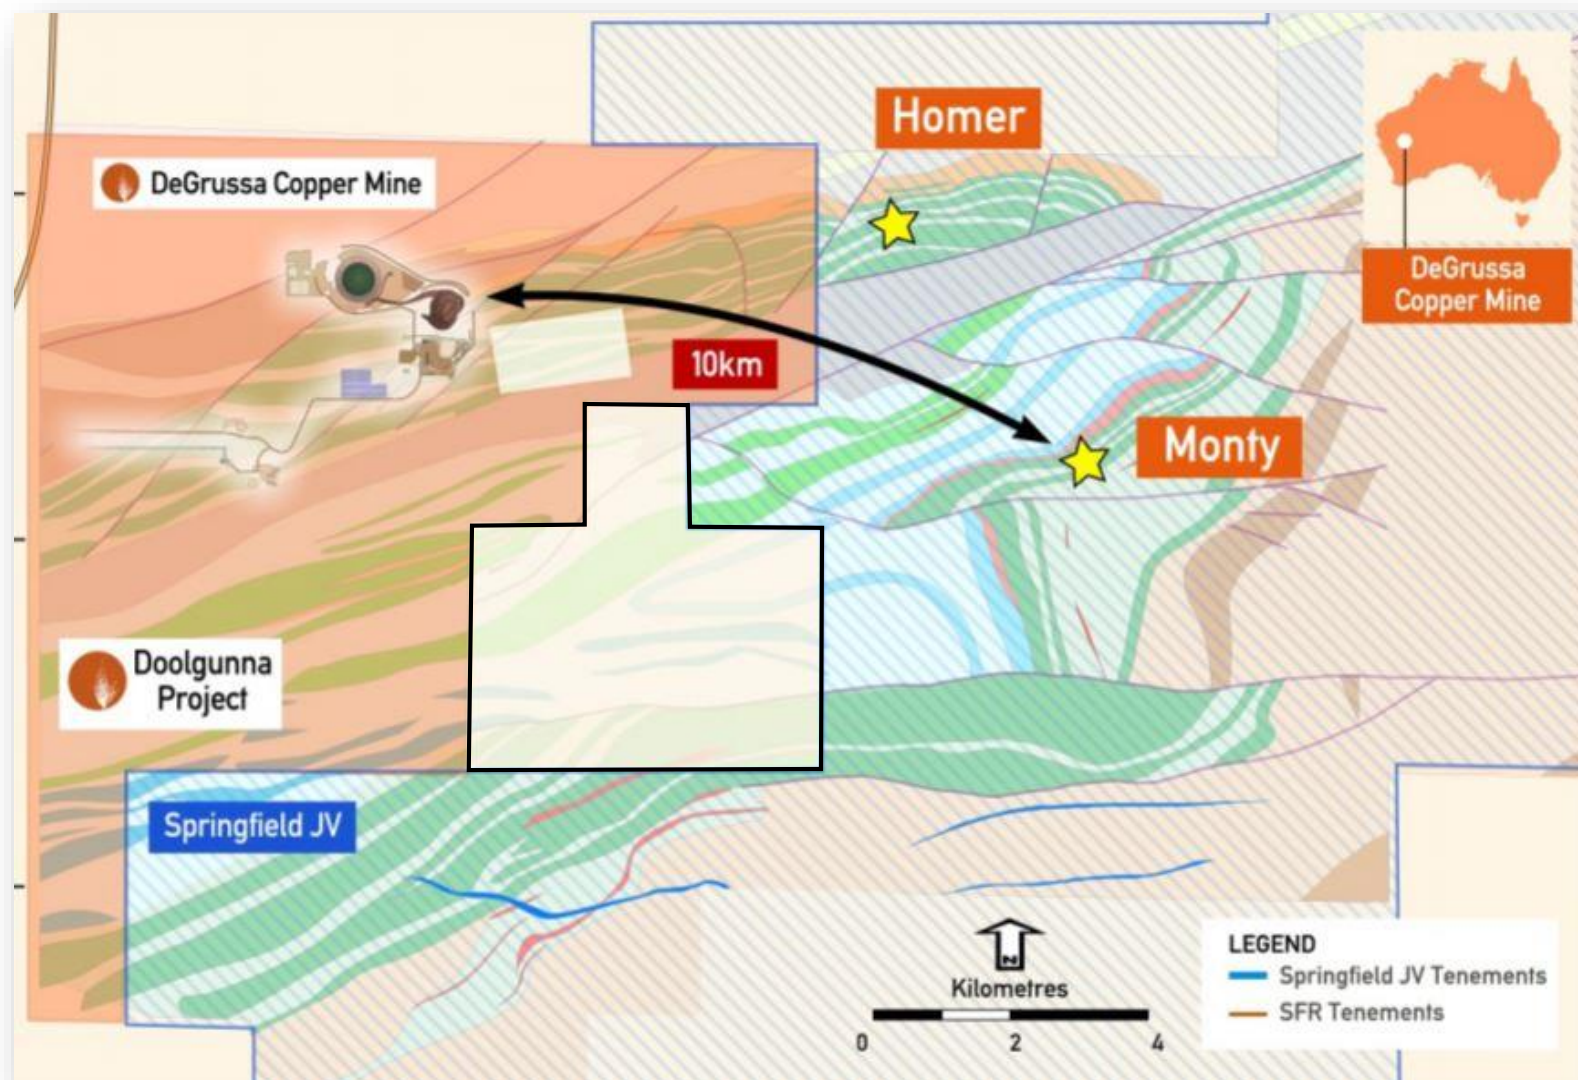 Homer
DeGrussa Copper Mine
DeGrussa
Copper Mine
10km
Monty
Doolgunna
Project
Springfield JV
N
Kilometres
0 2 4
LEGEND
Springfield JV Tenements
SFR Tenements